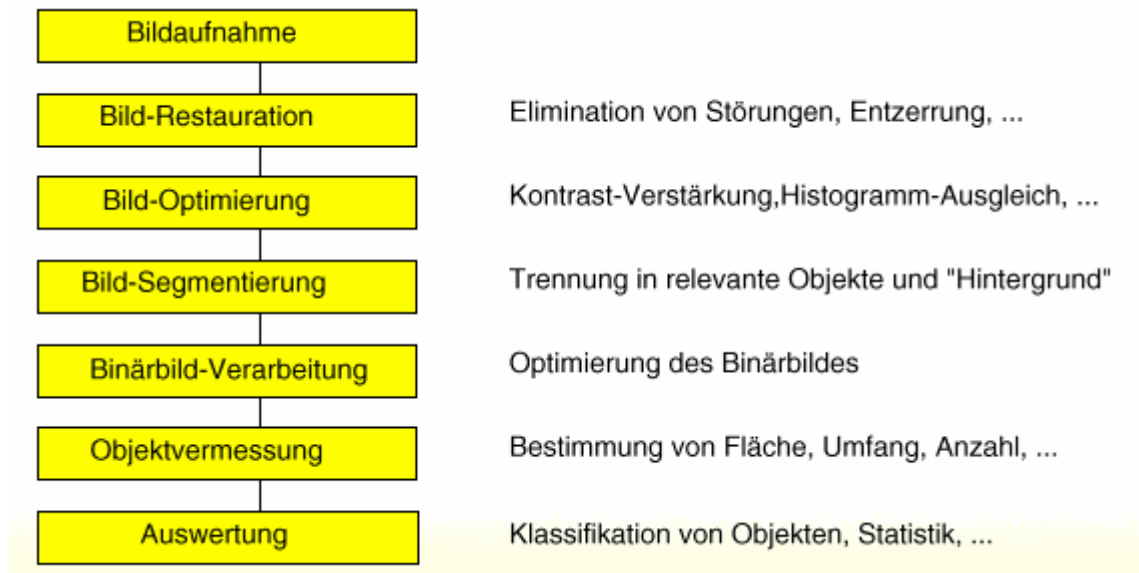 Bildaufnahme
Bild-Restauration
Elimination von Störungen, Entzerrung, ...
Bild-Optimierung
Kontrast-Verstärkung,Histogramm-Ausgleich, ...
Bild-Segmentierung
Trennung in relevante Objekte und "Hintergrund"
Binärbild-Verarbeitung
Optimierung des Binärbildes
Objektvermessung
Bestimmung von Fläche, Umfang, Anzahl, ...
Auswertung
Klassifikation von Objekten, Statistik, ...